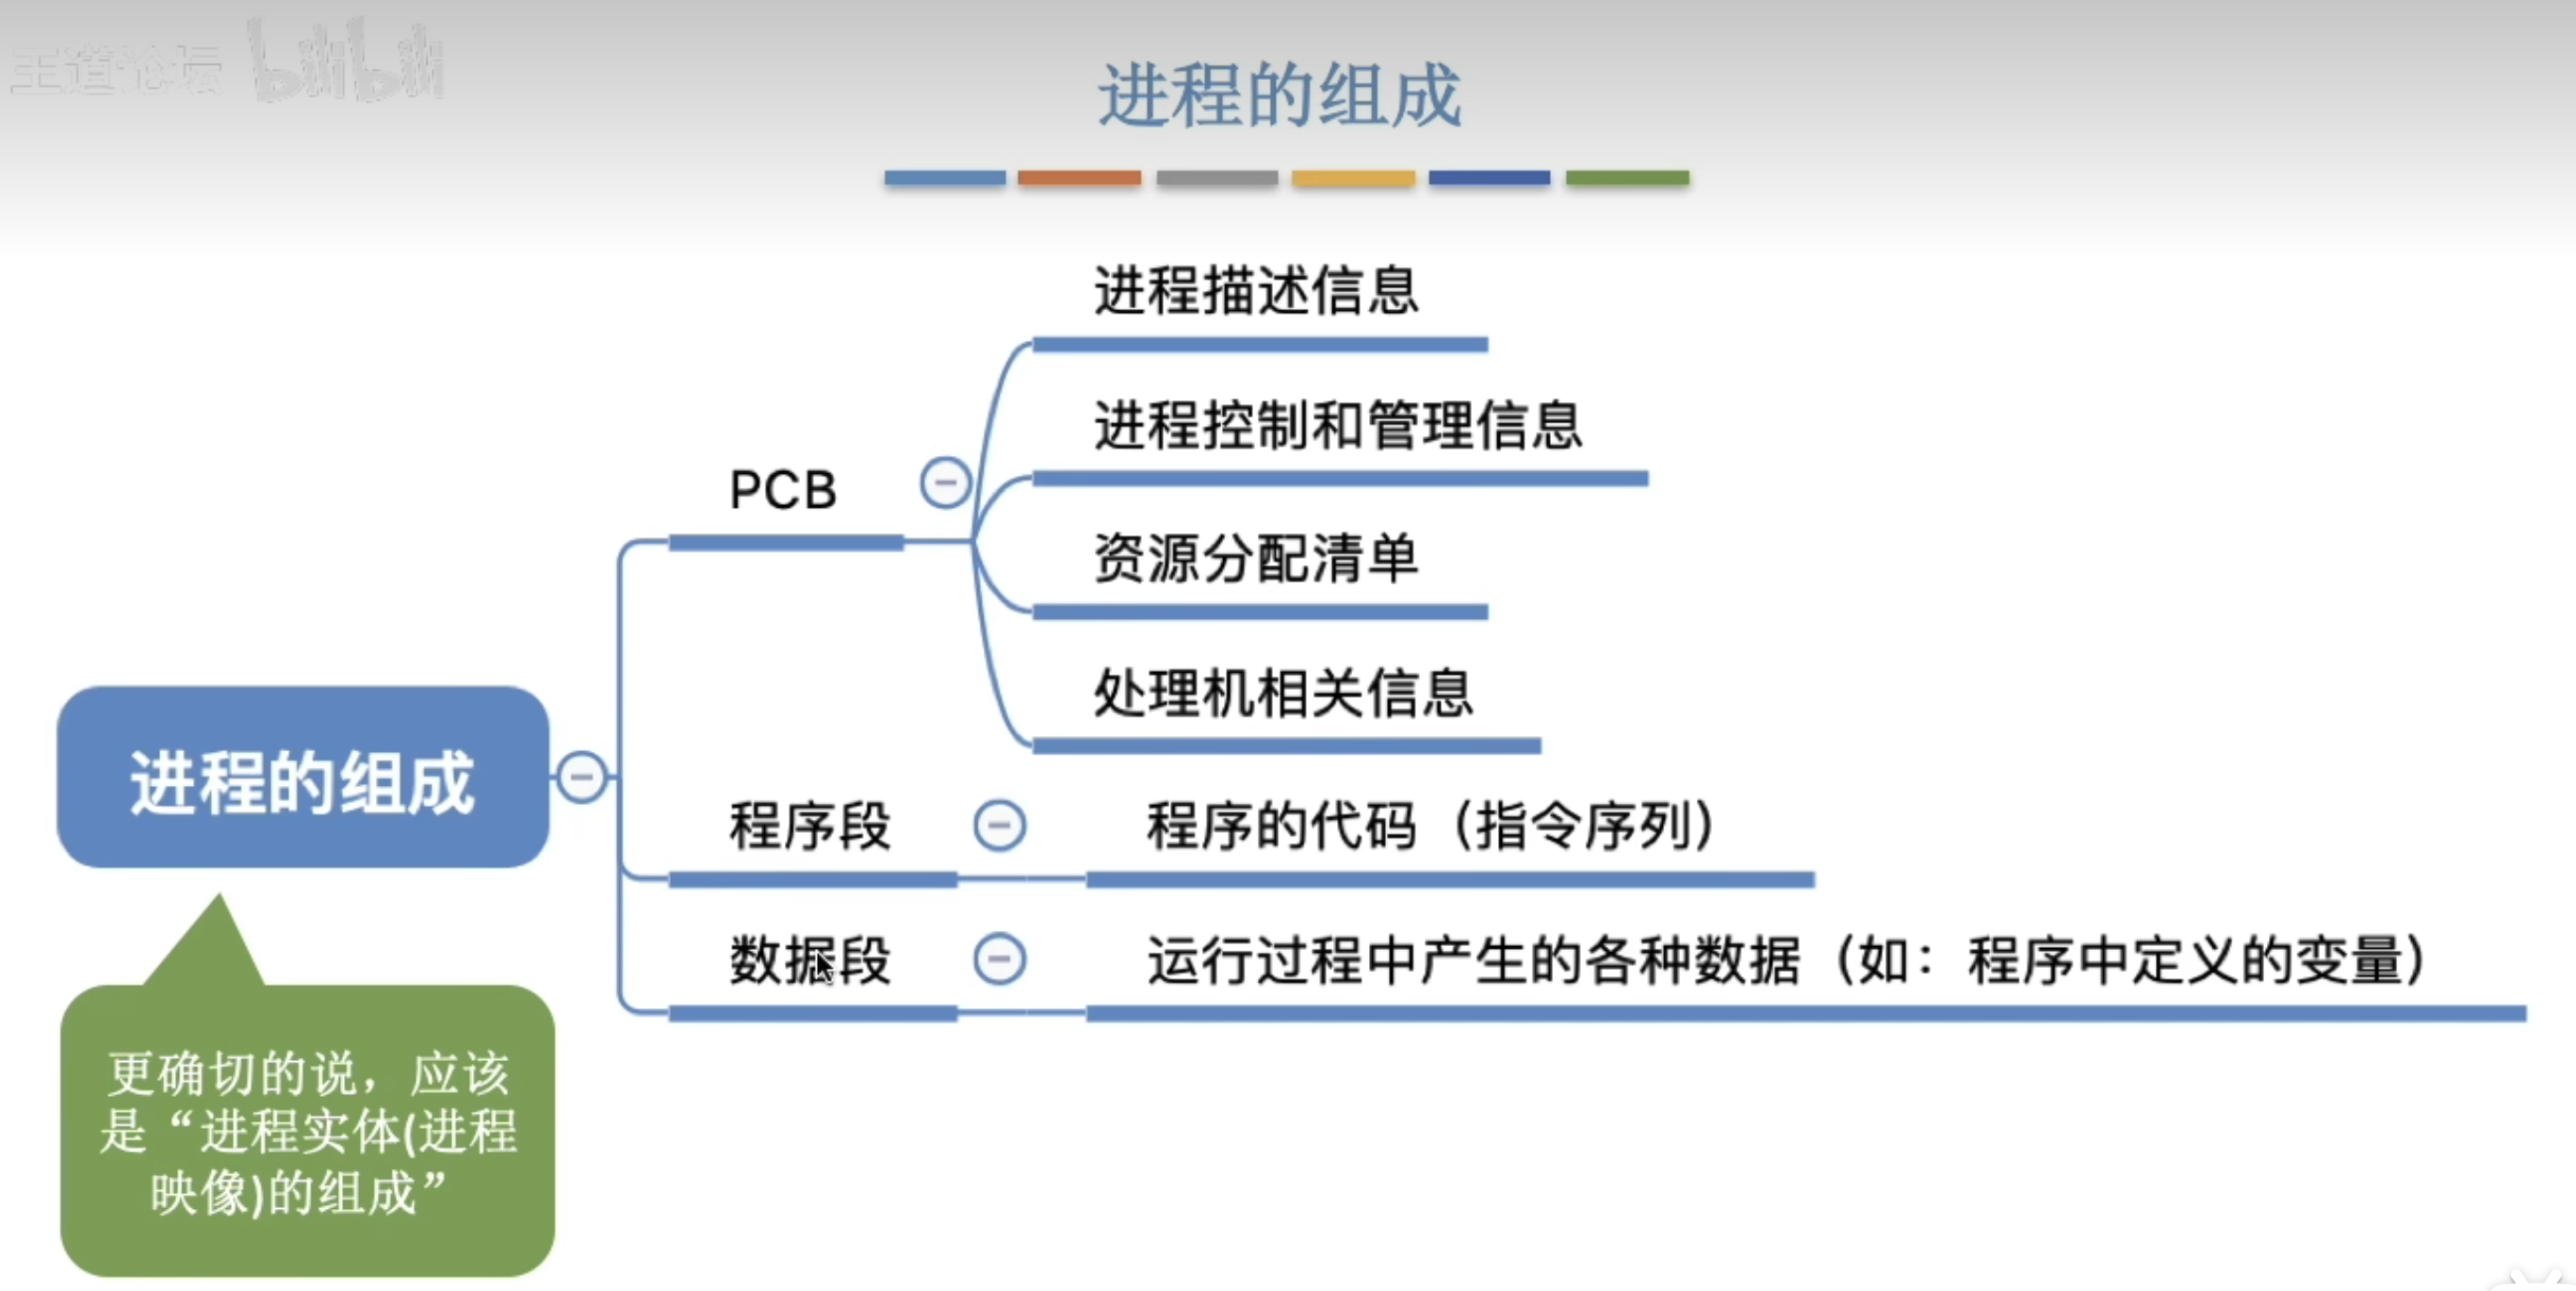 王道论坛 bilibili
进程的组成
进程描述信息
进程控制和管理信息
PCB
资源分配清单
处理机相关信息
进程的组成
程序段 程序的代码（指令序列）
数据段 运行过程中产生的各种数据（如：程序中定义的变量）
更确切的说，应该
是“进程实体(进程
映像)的组成”